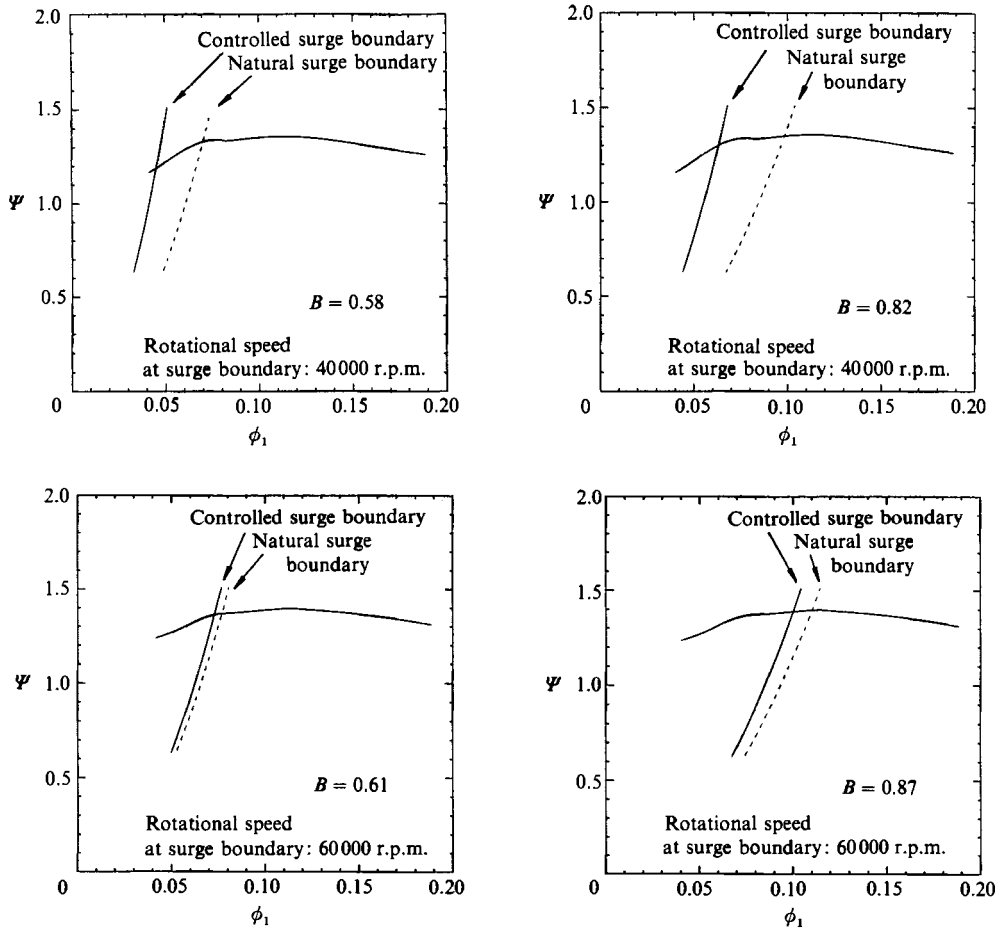 2.0
1.5
Ψ 1.0
0.5
0
0.05 0.10 0.15 0.20
ϕ₁
Controlled surge boundary
Natural surge boundary
B = 0.58
Rotational speed
at surge boundary: 40000 r.p.m.
2.0
1.5
Ψ 1.0
0.5
0
0.05 0.10 0.15 0.20
ϕ₁
Controlled surge boundary
Natural surge
boundary
B = 0.82
Rotational speed
at surge boundary: 40000 r.p.m.
2.0
1.5
Ψ 1.0
0.5
0
0.05 0.10 0.15 0.20
ϕ₁
Controlled surge boundary
Natural surge
boundary
B = 0.61
Rotational speed
at surge boundary: 60000 r.p.m.
2.0
1.5
Ψ 1.0
0.5
0
0.05 0.10 0.15 0.20
ϕ₁
Controlled surge boundary
Natural surge
boundary
B = 0.87
Rotational speed
at surge boundary: 60000 r.p.m.